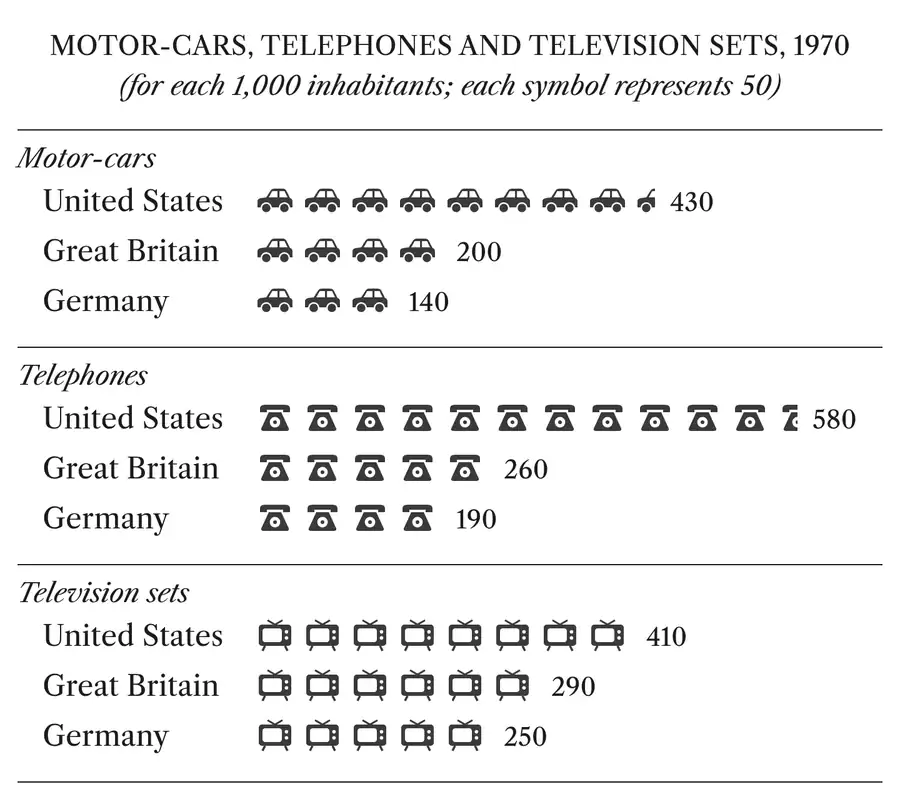 MOTOR-CARS, TELEPHONES AND TELEVISION SETS, 1970
(for each 1,000 inhabitants; each symbol represents 50)
Motor-cars
United States 430
Great Britain 200
Germany 140
Telephones
United States 580
Great Britain 260
Germany 190
Television sets
United States 410
Great Britain 290
Germany 250